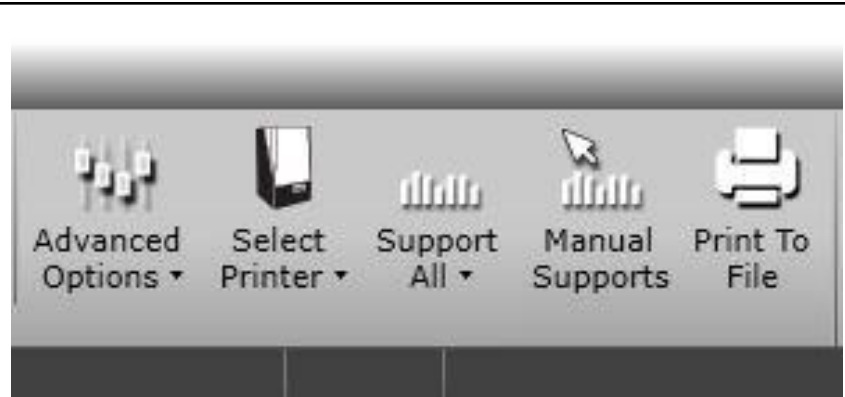 Advanced
Options
Select
Printer
Support
All
Manual
Supports
Print To
File